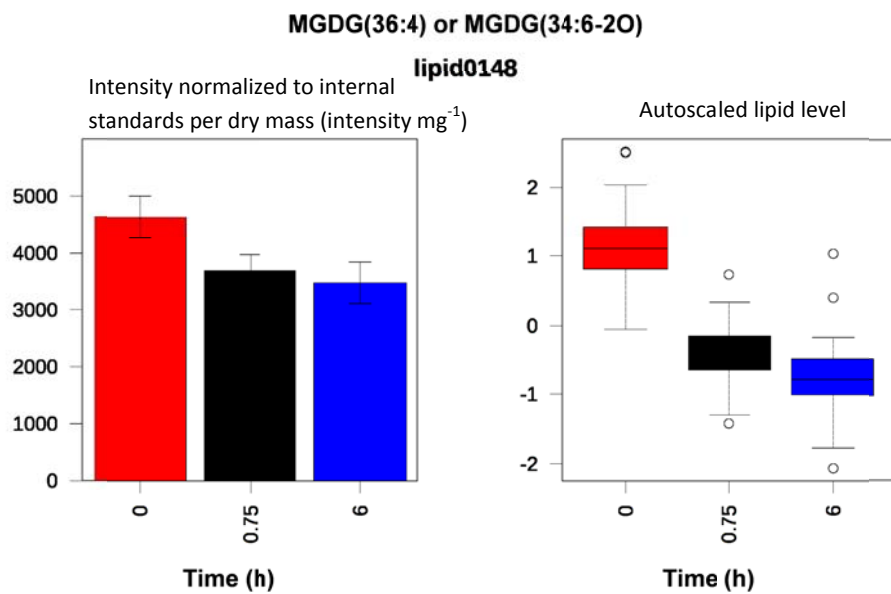 MGDG(36:4) or MGDG(34:6-2O)
lipid0148
Intensity normalized to internal
standards per dry mass (intensity mg⁻¹)
5000
4000
3000
2000
1000
0
0
0.75
6
Time (h)
Autoscaled lipid level
2
1
0
-1
-2
0
0.75
6
Time (h)